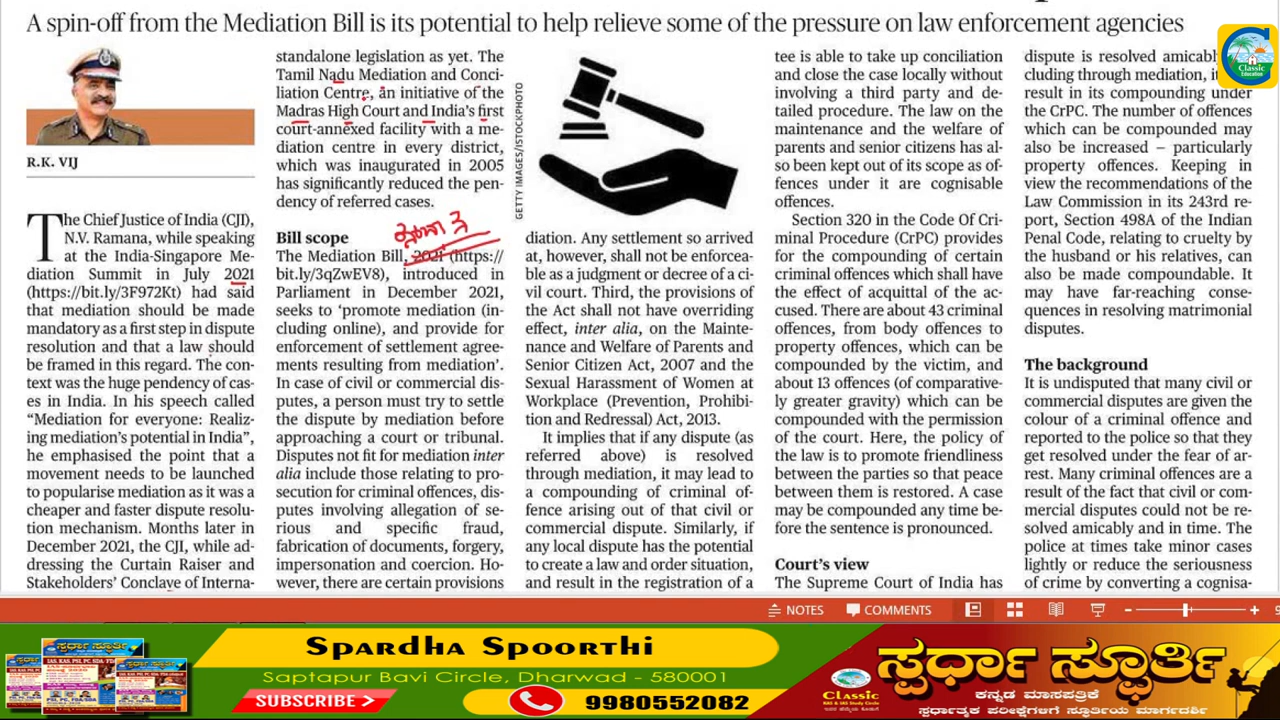 A spin-off from the Mediation Bill is its potential to help relieve some of the pressure on law enforcement agencies
R.K. VIJ
The Chief Justice of India (CJI),
N.V. Ramana, while speaking
at the India-Singapore Me-
diation Summit in July 2021
(https://bit.ly/3F972Kt) had said
that mediation should be made
mandatory as a first step in dispute
resolution and that a law should
be framed in this regard. The con-
text was the huge pendency of cas-
es in India. In his speech called
“Mediation for everyone: Realiz-
ing mediation’s potential in India”,
he emphasised the point that a
movement needs to be launched
to popularise mediation as it was a
cheaper and faster dispute resolu-
tion mechanism. Months later in
December 2021, the CJI, while ad-
dressing the Curtain Raiser and
Stakeholders’ Conclave of Interna-
standalone legislation as yet. The
Tamil Nadu Mediation and Conci-
liation Centre, an initiative of the
Madras High Court and India’s first
court-annexed facility with a me-
diation centre in every district,
which was inaugurated in 2005
has significantly reduced the pen-
dency of referred cases.
Bill scope
The Mediation Bill, 2021 (https://
bit.ly/3qZwEV8), introduced in
Parliament in December 2021,
seeks to ‘promote mediation (in-
cluding online), and provide for
enforcement of settlement agree-
ments resulting from mediation’.
In case of civil or commercial dis-
putes, a person must try to settle
the dispute by mediation before
approaching a court or tribunal.
Disputes not fit for mediation inter
alia include those relating to pro-
secution for criminal offences, dis-
putes involving allegation of se-
rious and specific fraud,
fabrication of documents, forgery,
impersonation and coercion. Ho-
wever, there are certain provisions
GETTY IMAGES/ISTOCKPHOTO
diation. Any settlement so arrived
at, however, shall not be enforcea-
ble as a judgment or decree of a ci-
vil court. Third, the provisions of
the Act shall not have overriding
effect, inter alia, on the Mainte-
nance and Welfare of Parents and
Senior Citizen Act, 2007 and the
Sexual Harassment of Women at
Workplace (Prevention, Prohibi-
tion and Redressal) Act, 2013.
It implies that if any dispute (as
referred above) is resolved
through mediation, it may lead to
a compounding of criminal of-
fence arising out of that civil or
commercial dispute. Similarly, if
any local dispute has the potential
to create a law and order situation,
and result in the registration of a
tee is able to take up conciliation
and close the case locally without
involving a third party and de-
tailed procedure. The law on the
maintenance and the welfare of
parents and senior citizens has al-
so been kept out of its scope as of-
fences under it are cognisable
offences.
Section 320 in the Code Of Cri-
minal Procedure (CrPC) provides
for the compounding of certain
criminal offences which shall have
the effect of acquittal of the ac-
cused. There are about 43 criminal
offences, from body offences to
property offences, which can be
compounded by the victim, and
about 13 offences (of comparative-
ly greater gravity) which can be
compounded with the permission
of the court. Here, the policy of
the law is to promote friendliness
between the parties so that peace
between them is restored. A case
may be compounded any time be-
fore the sentence is pronounced.
Court’s view
The Supreme Court of India has
dispute is resolved amicabl
cluding through mediation, it
result in its compounding under
the CrPC. The number of offences
which can be compounded may
also be increased – particularly
property offences. Keeping in
view the recommendations of the
Law Commission in its 243rd re-
port, Section 498A of the Indian
Penal Code, relating to cruelty by
the husband or his relatives, can
also be made compoundable. It
may have far-reaching conse-
quences in resolving matrimonial
disputes.
The background
It is undisputed that many civil or
commercial disputes are given the
colour of a criminal offence and
reported to the police so that they
get resolved under the fear of ar-
rest. Many criminal offences are a
result of the fact that civil or com-
mercial disputes could not be re-
solved amicably and in time. The
police at times take minor cases
lightly or reduce the seriousness
of crime by converting a cognisa-
Classic
Education
NOTES
COMMENTS
Spardha Spoorthi
Saptapur Bavi Circle, Dharwad - 580001
SUBSCRIBE
9980552082
Classic
KAS & IAS Study Circle
ಸ್ಪರ್ಧಾ ಸ್ಫೂರ್ತಿ
ಕನ್ನಡ ಮಾಸಪತ್ರಿಕೆ
ಸ್ಪರ್ಧಾತ್ಮಕ ಪರೀಕ್ಷೆಗಳಿಗೆ ಸ್ಫೂರ್ತಿಯ ಮಾರ್ಗದರ್ಶಿ